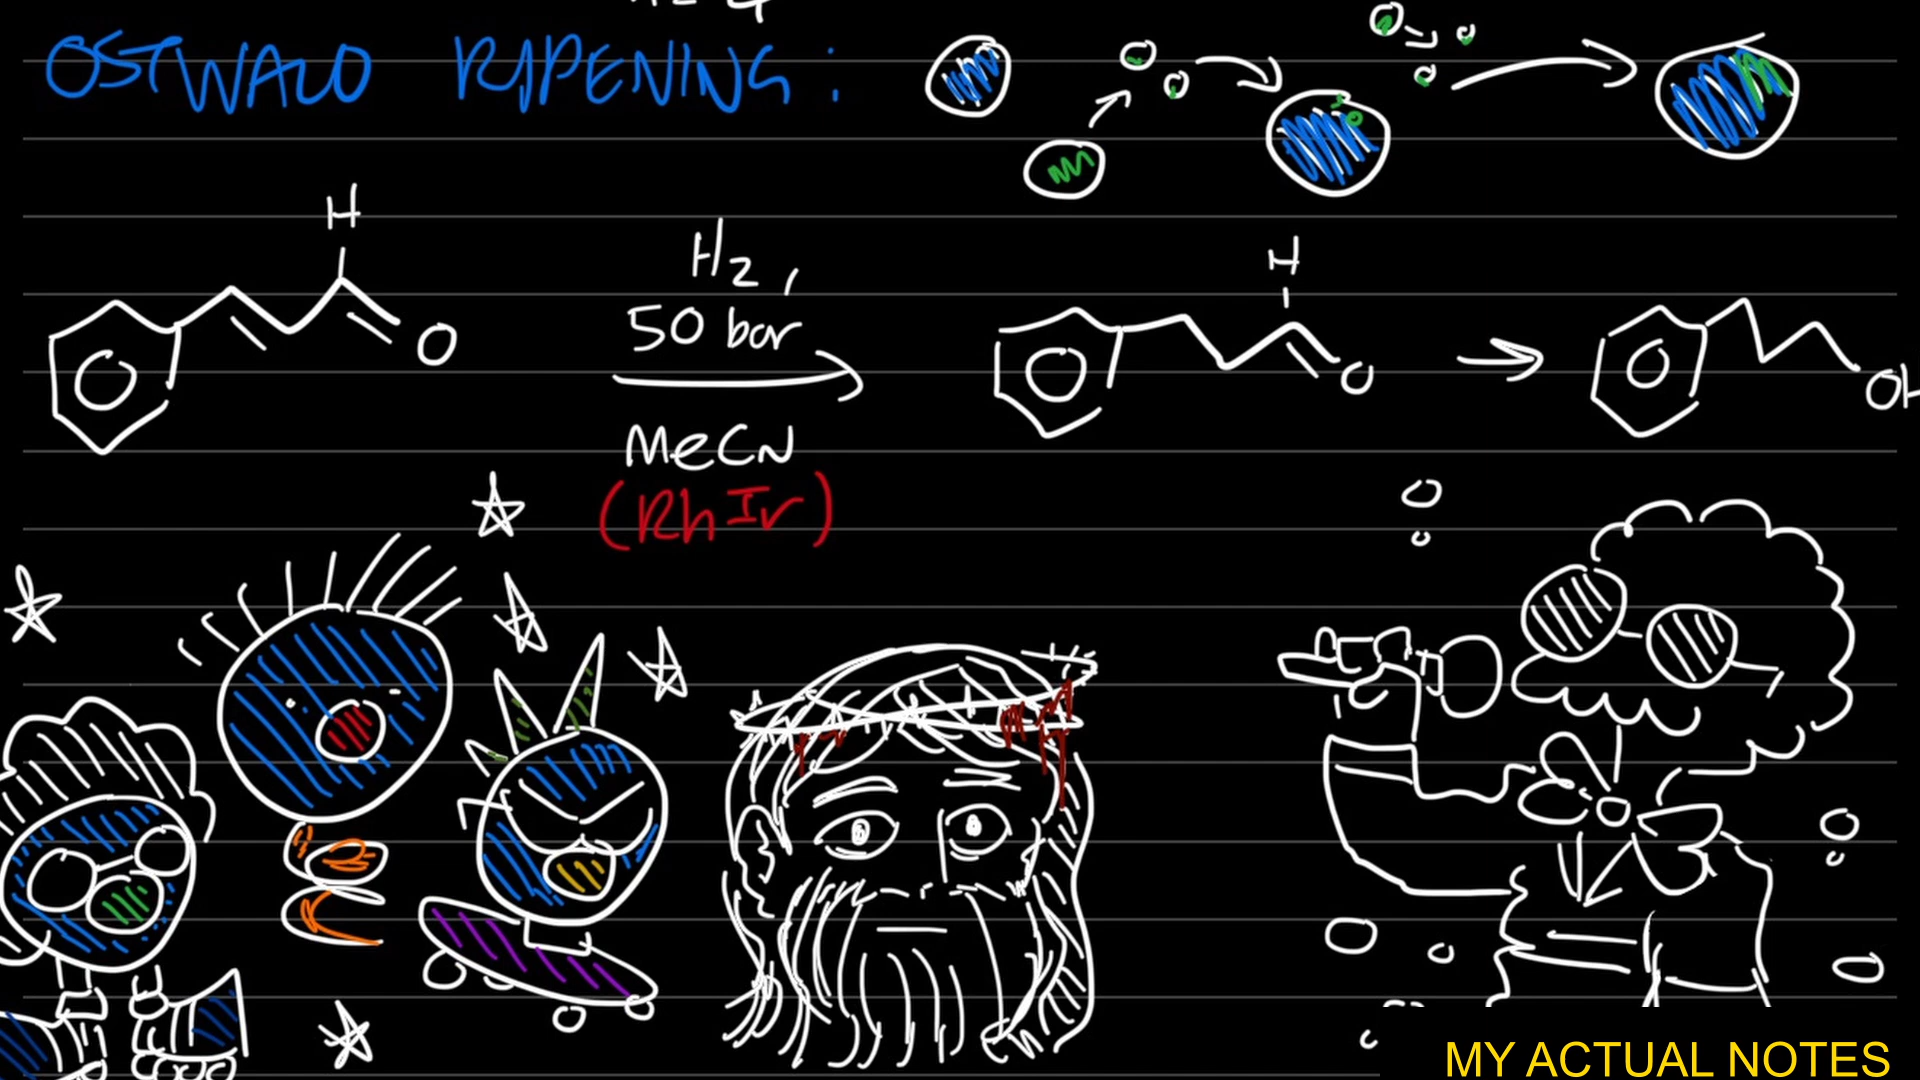 OSTWALD RIPENING:
H
H2,
50 bar
O
MeCN
(RhIr)
H
O
OH
MY ACTUAL NOTES